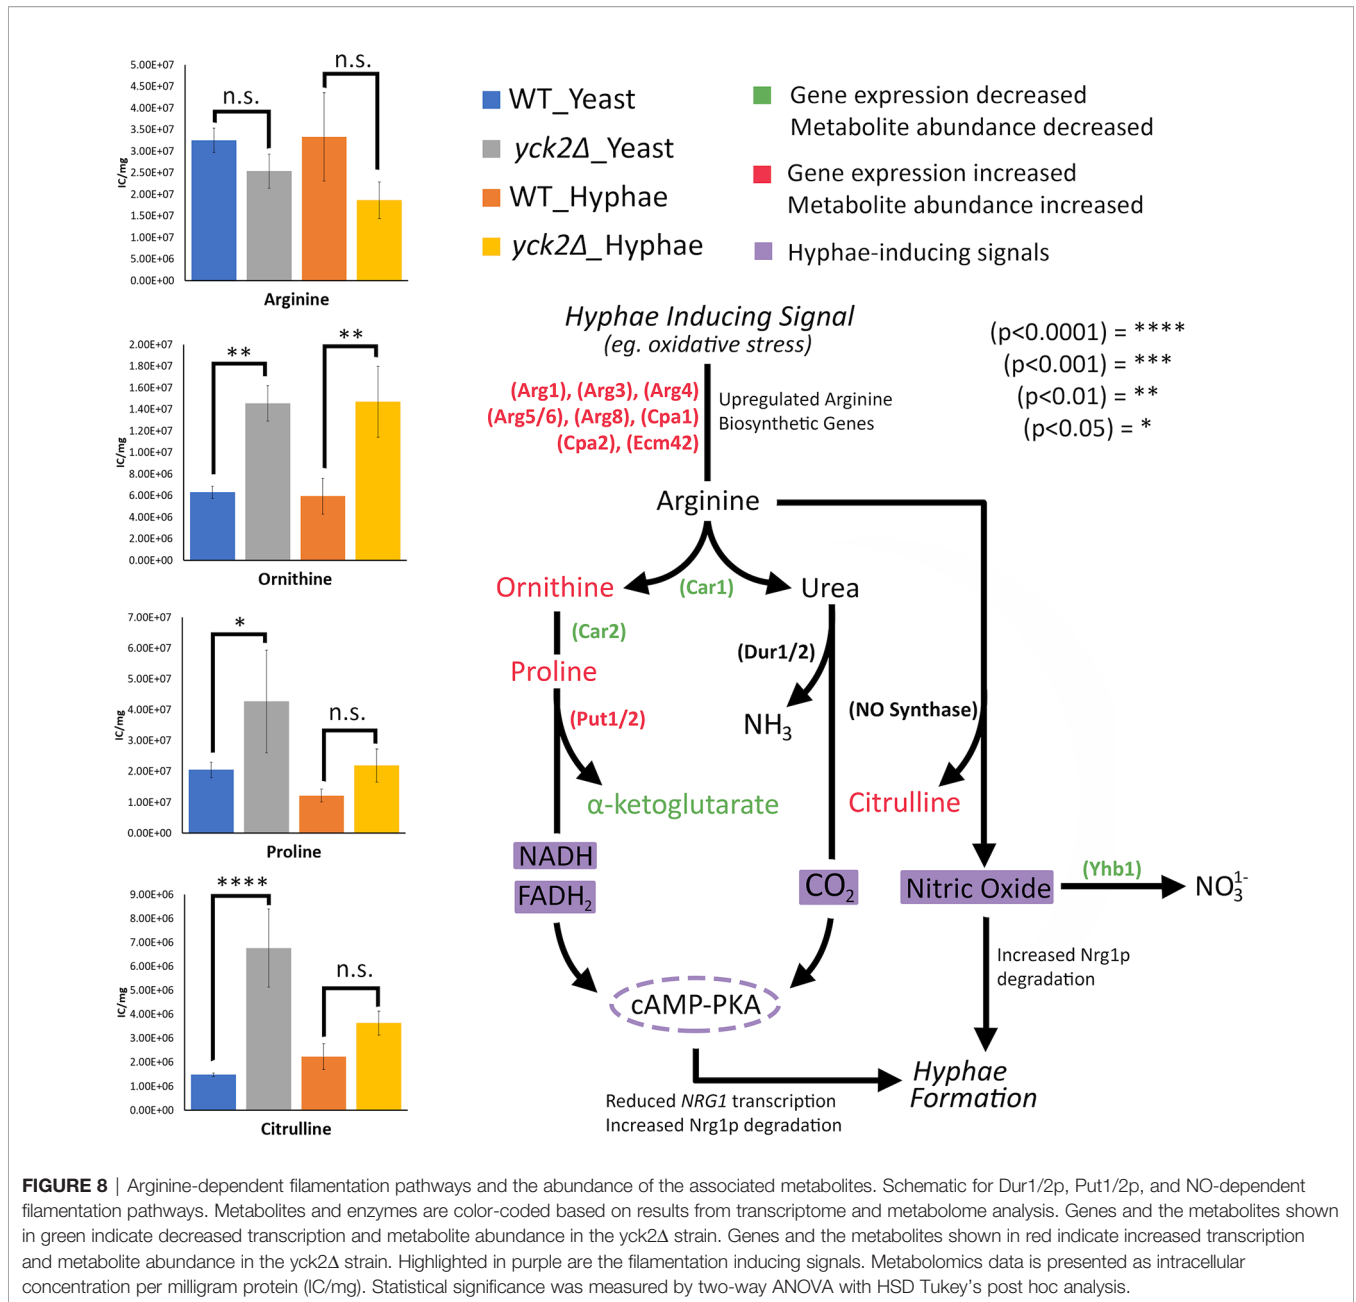 5.00E+07
4.50E+07
4.00E+07
3.50E+07
3.00E+07
2.50E+07
2.00E+07
1.50E+07
1.00E+07
5.00E+06
0.00E+00
IC/mg
n.s.
n.s.
Arginine
2.00E+07
1.80E+07
1.60E+07
1.40E+07
1.20E+07
1.00E+07
8.00E+06
6.00E+06
4.00E+06
2.00E+06
0.00E+00
IC/mg
**
**
Ornithine
7.00E+07
6.00E+07
5.00E+07
4.00E+07
3.00E+07
2.00E+07
1.00E+07
0.00E+00
IC/mg
*
n.s.
Proline
9.00E+06
8.00E+06
7.00E+06
6.00E+06
5.00E+06
4.00E+06
3.00E+06
2.00E+06
1.00E+06
0.00E+00
IC/mg
****
n.s.
Citrulline
WT_Yeast
yck2Δ_Yeast
WT_Hyphae
yck2Δ_Hyphae
Gene expression decreased
Metabolite abundance decreased
Gene expression increased
Metabolite abundance increased
Hyphae-inducing signals
(p<0.0001) = ****
(p<0.001) = ***
(p<0.01) = **
(p<0.05) = *
Hyphae Inducing Signal
(eg. oxidative stress)
(Arg1), (Arg3), (Arg4)
(Arg5/6), (Arg8), (Cpa1)
(Cpa2), (Ecm42)
Upregulated Arginine
Biosynthetic Genes
Arginine
Ornithine
(Car1)
Urea
(Car2)
Proline
(Dur1/2)
(Put1/2)
NH3
(NO Synthase)
α-ketoglutarate
Citrulline
NADH
FADH2
CO2
Nitric Oxide
(Yhb1)
NO3 1-
Increased Nrg1p
degradation
cAMP-PKA
Hyphae
Formation
Reduced NRG1 transcription
Increased Nrg1p degradation
FIGURE 8 | Arginine-dependent filamentation pathways and the abundance of the associated metabolites. Schematic for Dur1/2p, Put1/2p, and NO-dependent
filamentation pathways. Metabolites and enzymes are color-coded based on results from transcriptome and metabolome analysis. Genes and the metabolites shown
in green indicate decreased transcription and metabolite abundance in the yck2Δ strain. Genes and the metabolites shown in red indicate increased transcription
and metabolite abundance in the yck2Δ strain. Highlighted in purple are the filamentation inducing signals. Metabolomics data is presented as intracellular
concentration per milligram protein (IC/mg). Statistical significance was measured by two-way ANOVA with HSD Tukey's post hoc analysis.